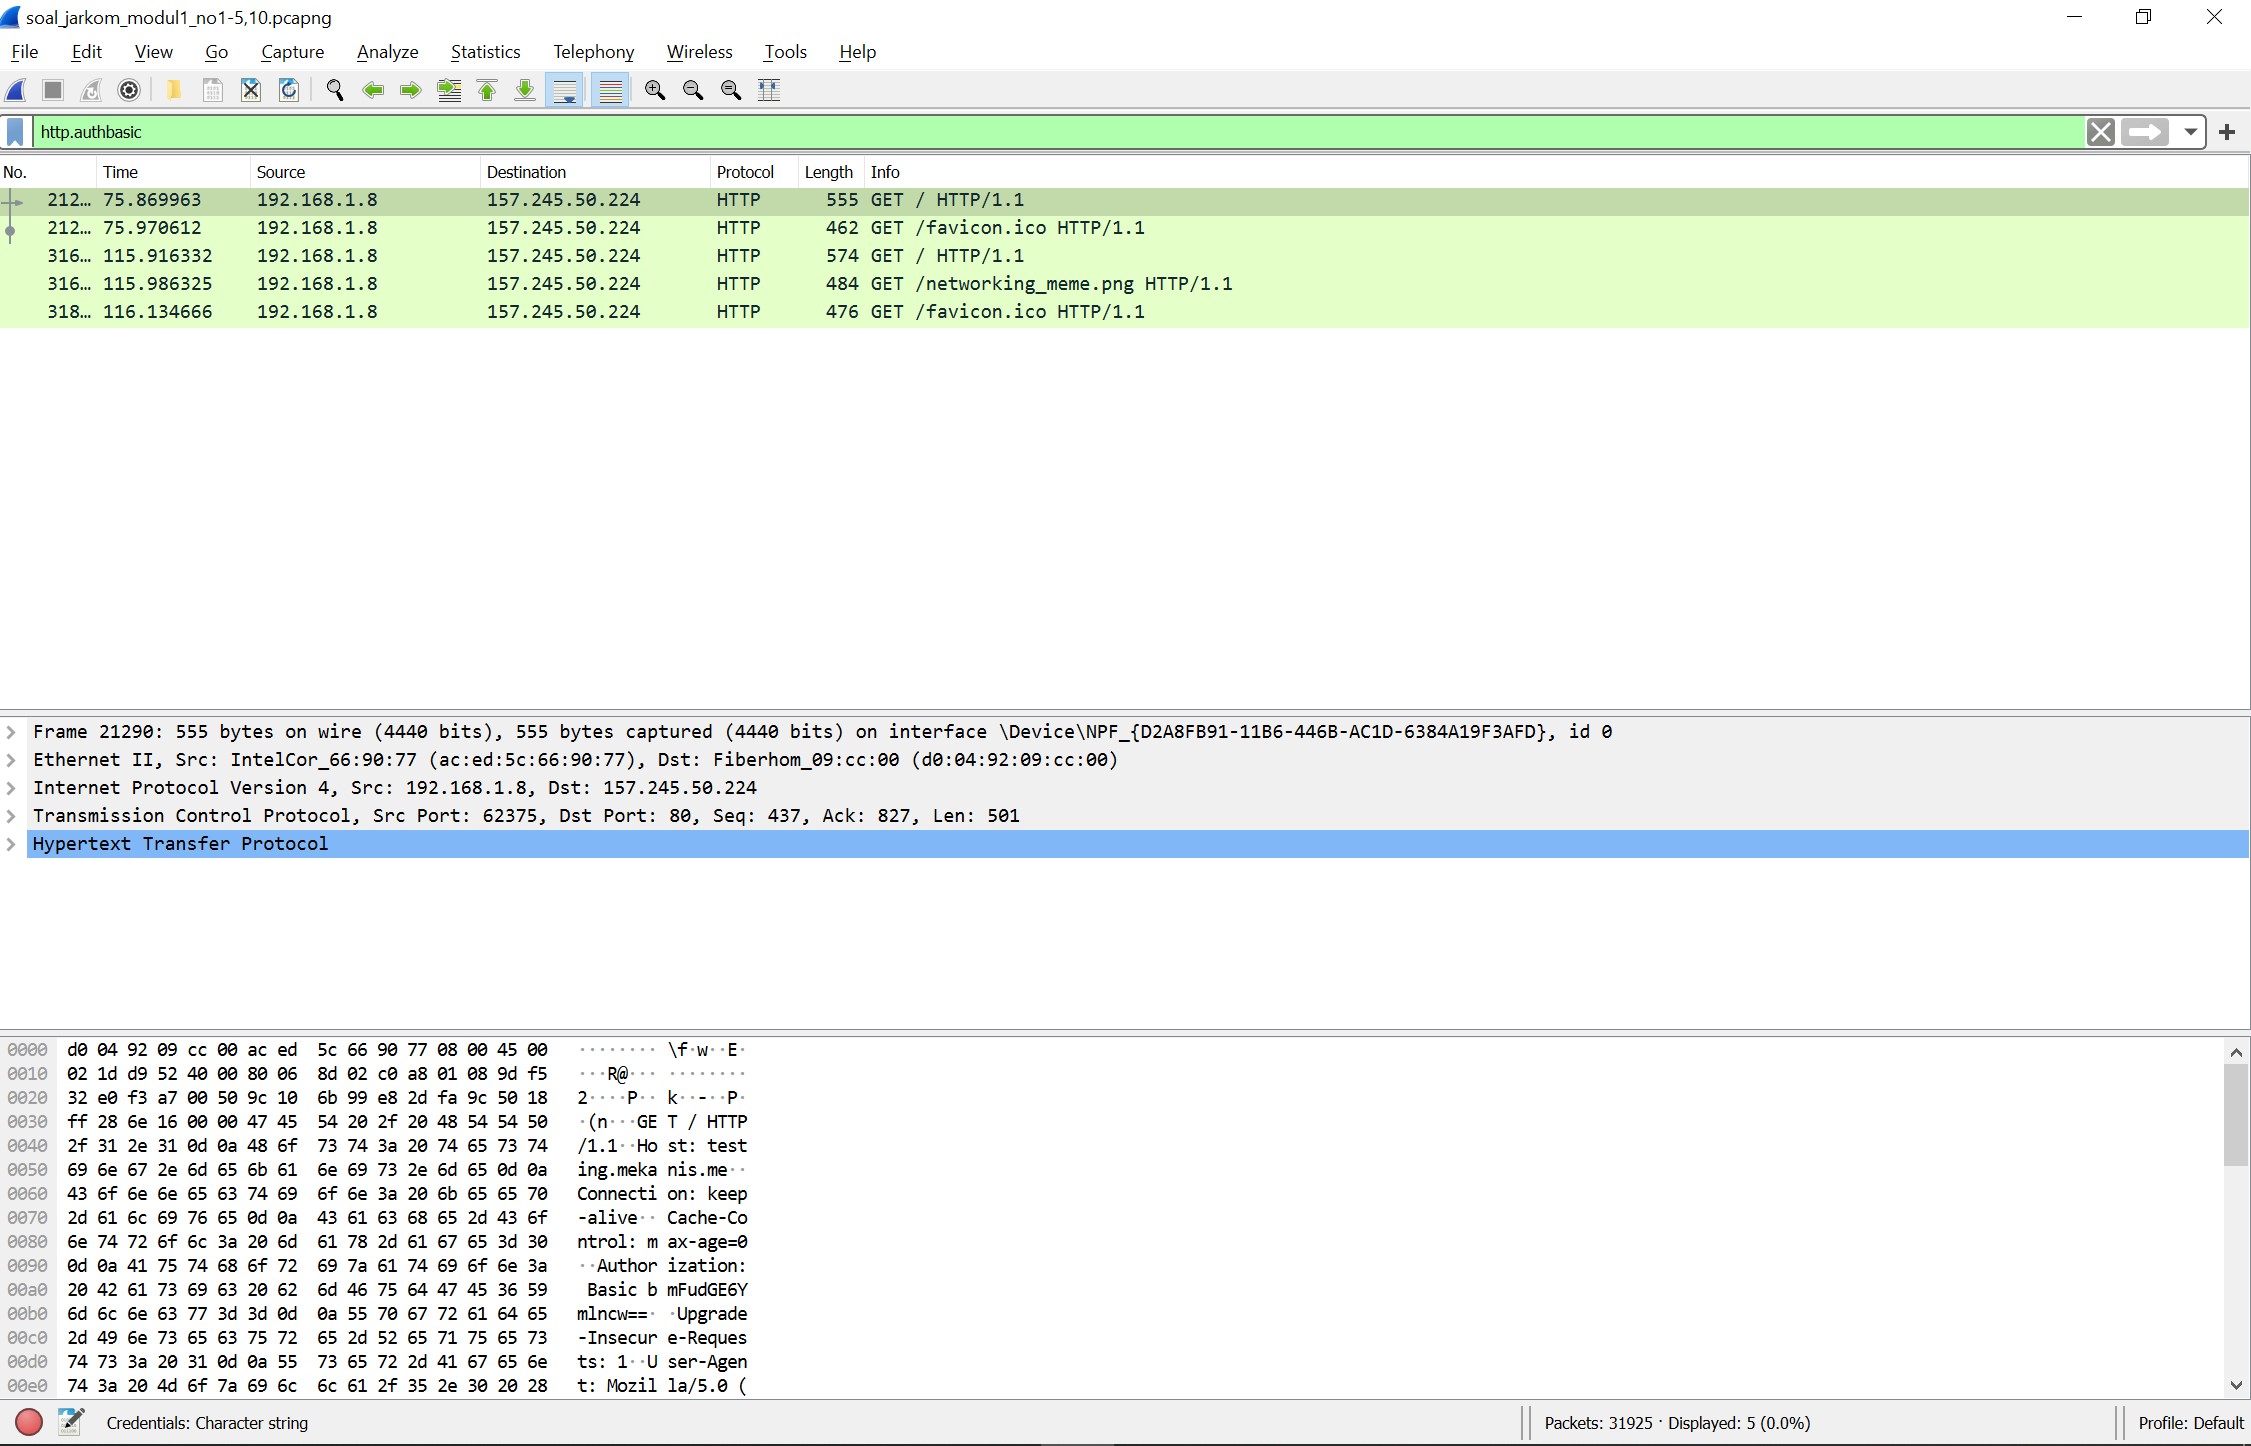 soal_jarkom_modul1_no1-5,10.pcapng
File Edit View Go Capture Analyze Statistics Telephony Wireless Tools Help
http.authbasic
No. Time Source Destination Protocol Length Info
212... 75.869963 192.168.1.8 157.245.50.224 HTTP 555 GET / HTTP/1.1
212... 75.970612 192.168.1.8 157.245.50.224 HTTP 462 GET /favicon.ico HTTP/1.1
316... 115.916332 192.168.1.8 157.245.50.224 HTTP 574 GET / HTTP/1.1
316... 115.986325 192.168.1.8 157.245.50.224 HTTP 484 GET /networking_meme.png HTTP/1.1
318... 116.134666 192.168.1.8 157.245.50.224 HTTP 476 GET /favicon.ico HTTP/1.1
Frame 21290: 555 bytes on wire (4440 bits), 555 bytes captured (4440 bits) on interface \Device\NPF_{D2A8FB91-11B6-446B-AC1D-6384A19F3AFD}, id 0
Ethernet II, Src: IntelCor_66:90:77 (ac:ed:5c:66:90:77), Dst: Fiberhom_09:cc:00 (d0:04:92:09:cc:00)
Internet Protocol Version 4, Src: 192.168.1.8, Dst: 157.245.50.224
Transmission Control Protocol, Src Port: 62375, Dst Port: 80, Seq: 437, Ack: 827, Len: 501
Hypertext Transfer Protocol
0000 d0 04 92 09 cc 00 ac ed 5c 66 90 77 08 00 45 00 ········ \f·w··E·
0010 02 1d d9 52 40 00 80 06 8d 02 c0 a8 01 08 9d f5 ···R@··· ········
0020 32 e0 f3 a7 00 50 9c 10 6b 99 e8 2d fa 9c 50 18 2····P·· k··-··P·
0030 ff 28 6e 16 00 00 47 45 54 20 2f 20 48 54 54 50 ·(n···GE T / HTTP
0040 2f 31 2e 31 0d 0a 48 6f 73 74 3a 20 74 65 73 74 /1.1··Ho st: test
0050 69 6e 67 2e 6d 65 6b 61 6e 69 73 2e 6d 65 0d 0a ing.meka nis.me··
0060 43 6f 6e 6e 65 63 74 69 6f 6e 3a 20 6b 65 65 70 Connecti on: keep
0070 2d 61 6c 69 76 65 0d 0a 43 61 63 68 65 2d 43 6f -alive·· Cache-Co
0080 6e 74 72 6f 6c 3a 20 6d 61 78 2d 61 67 65 3d 30 ntrol: m ax-age=0
0090 0d 0a 41 75 74 68 6f 72 69 7a 61 74 69 6f 6e 3a ··Author ization:
00a0 20 42 61 73 69 63 20 62 6d 46 75 64 47 45 36 59 Basic b mFudGE6Y
00b0 6d 6c 6e 63 77 3d 3d 0d 0a 55 70 67 72 61 64 65 mlncw==· ·Upgrade
00c0 2d 49 6e 73 65 63 75 72 65 2d 52 65 71 75 65 73 -Insecur e-Reques
00d0 74 73 3a 20 31 0d 0a 55 73 65 72 2d 41 67 65 6e ts: 1··U ser-Agen
00e0 74 3a 20 4d 6f 7a 69 6c 6c 61 2f 35 2e 30 20 28 t: Mozil la/5.0 (
Credentials: Character string Packets: 31925 · Displayed: 5 (0.0%) Profile: Default